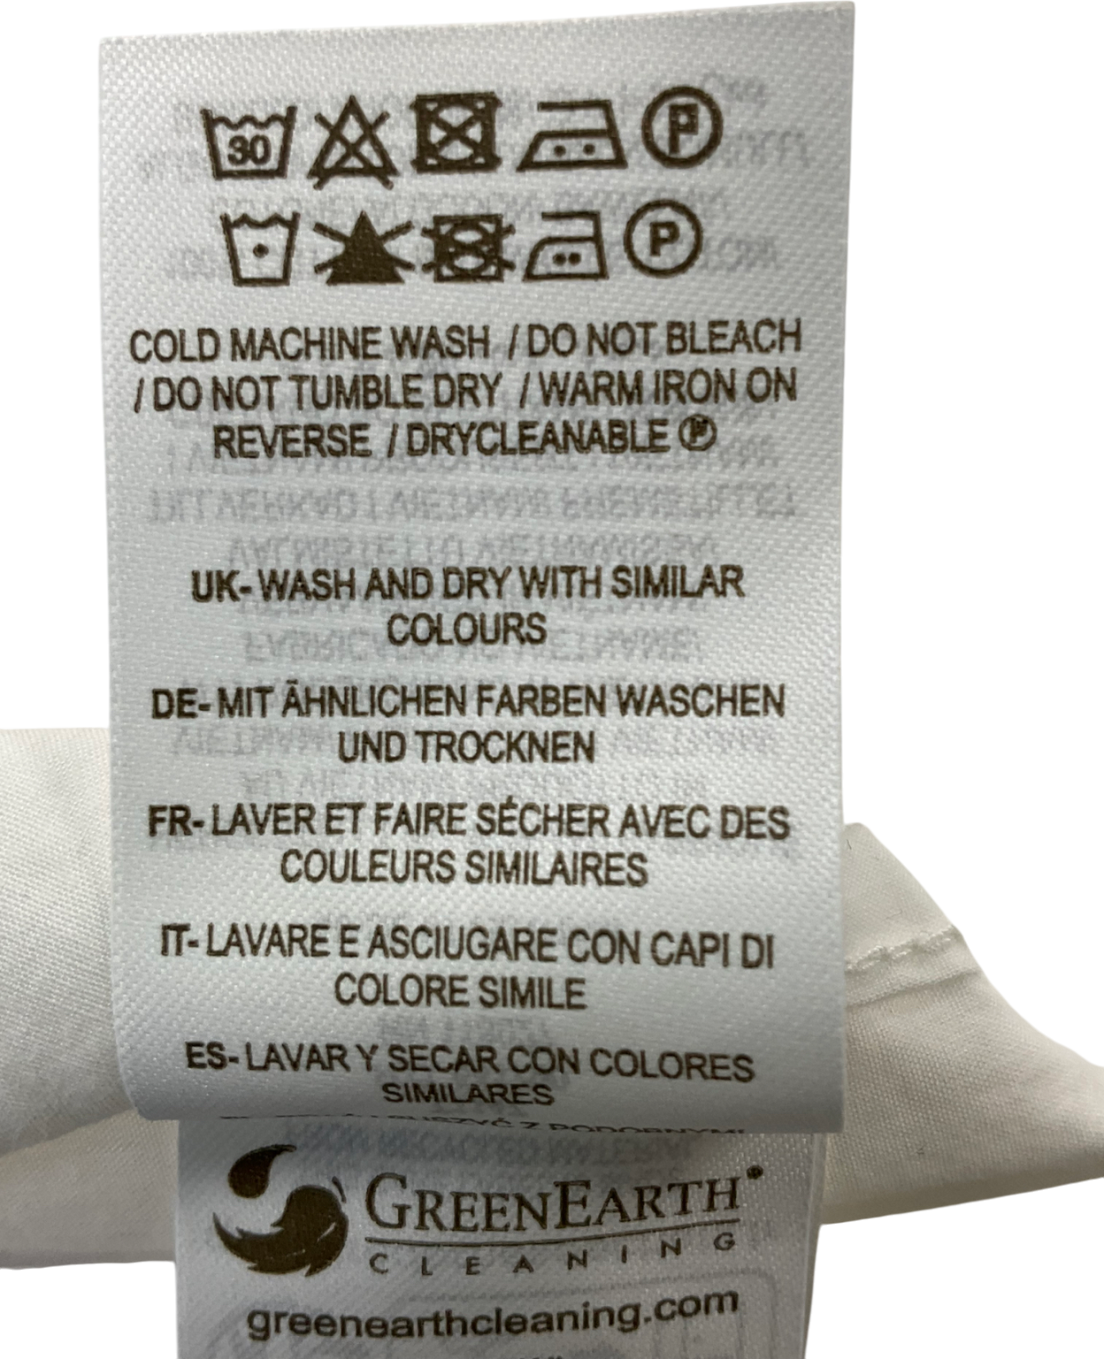 30 P
P
COLD MACHINE WASH / DO NOT BLEACH
/ DO NOT TUMBLE DRY / WARM IRON ON
REVERSE / DRYCLEANABLE Ⓟ
UK- WASH AND DRY WITH SIMILAR
COLOURS
DE- MIT ÄHNLICHEN FARBEN WASCHEN
UND TROCKNEN
FR- LAVER ET FAIRE SÉCHER AVEC DES
COULEURS SIMILAIRES
IT- LAVARE E ASCIUGARE CON CAPI DI
COLORE SIMILE
ES- LAVAR Y SECAR CON COLORES
SIMILARES
GREENEARTH
CLEANING
greenearthcleaning.com